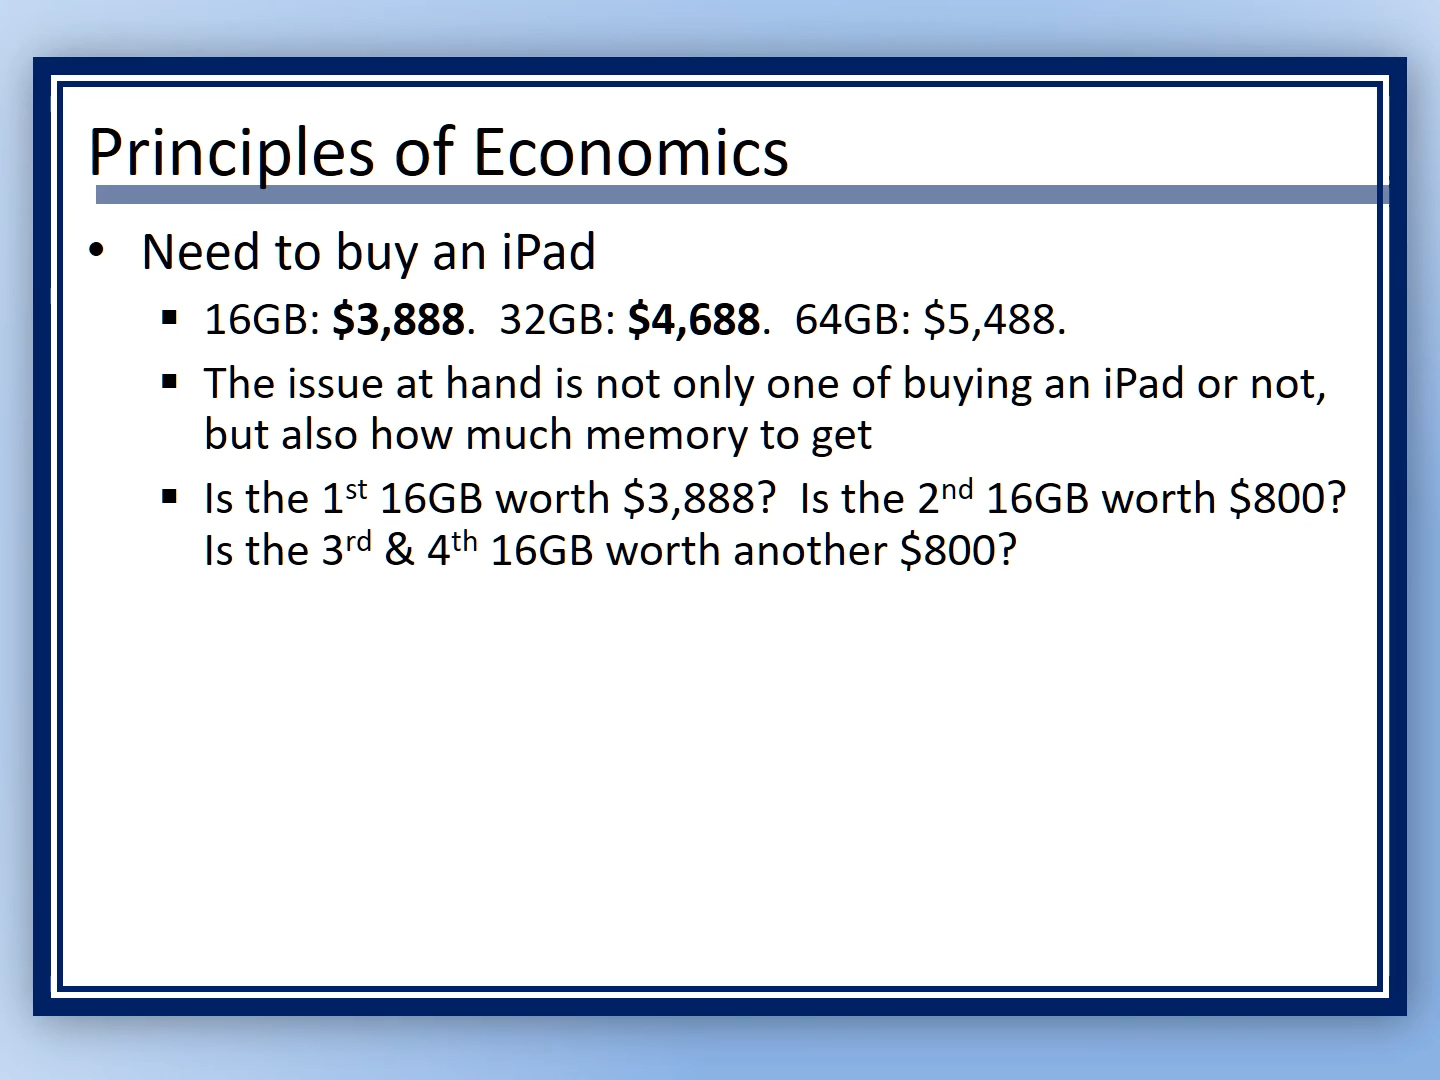 Principles of Economics
• Need to buy an iPad
▪ 16GB: $3,888. 32GB: $4,688. 64GB: $5,488.
▪ The issue at hand is not only one of buying an iPad or not,
but also how much memory to get
▪ Is the 1st 16GB worth $3,888? Is the 2nd 16GB worth $800?
Is the 3rd & 4th 16GB worth another $800?